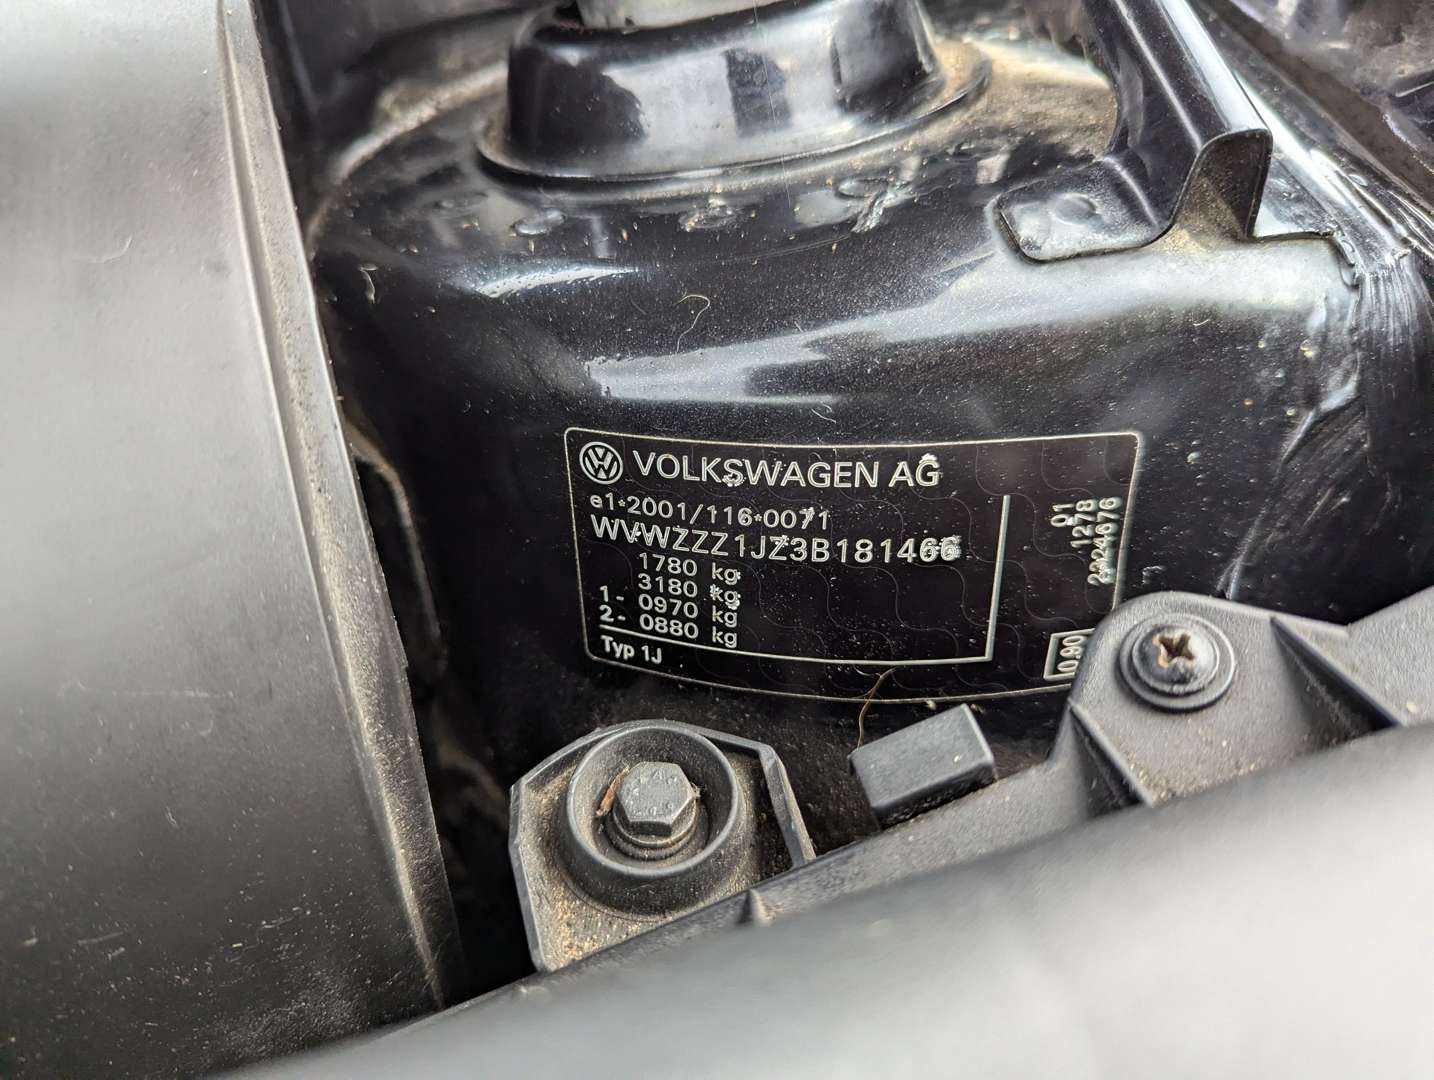 VOLKSWAGEN AG
e1*2001/116*0071
WVWZZZ1JZ3B181466
1780 kg
3180 kg
1- 0970 kg
2- 0880 kg
Typ 1J
01
1278
2324676
0,90